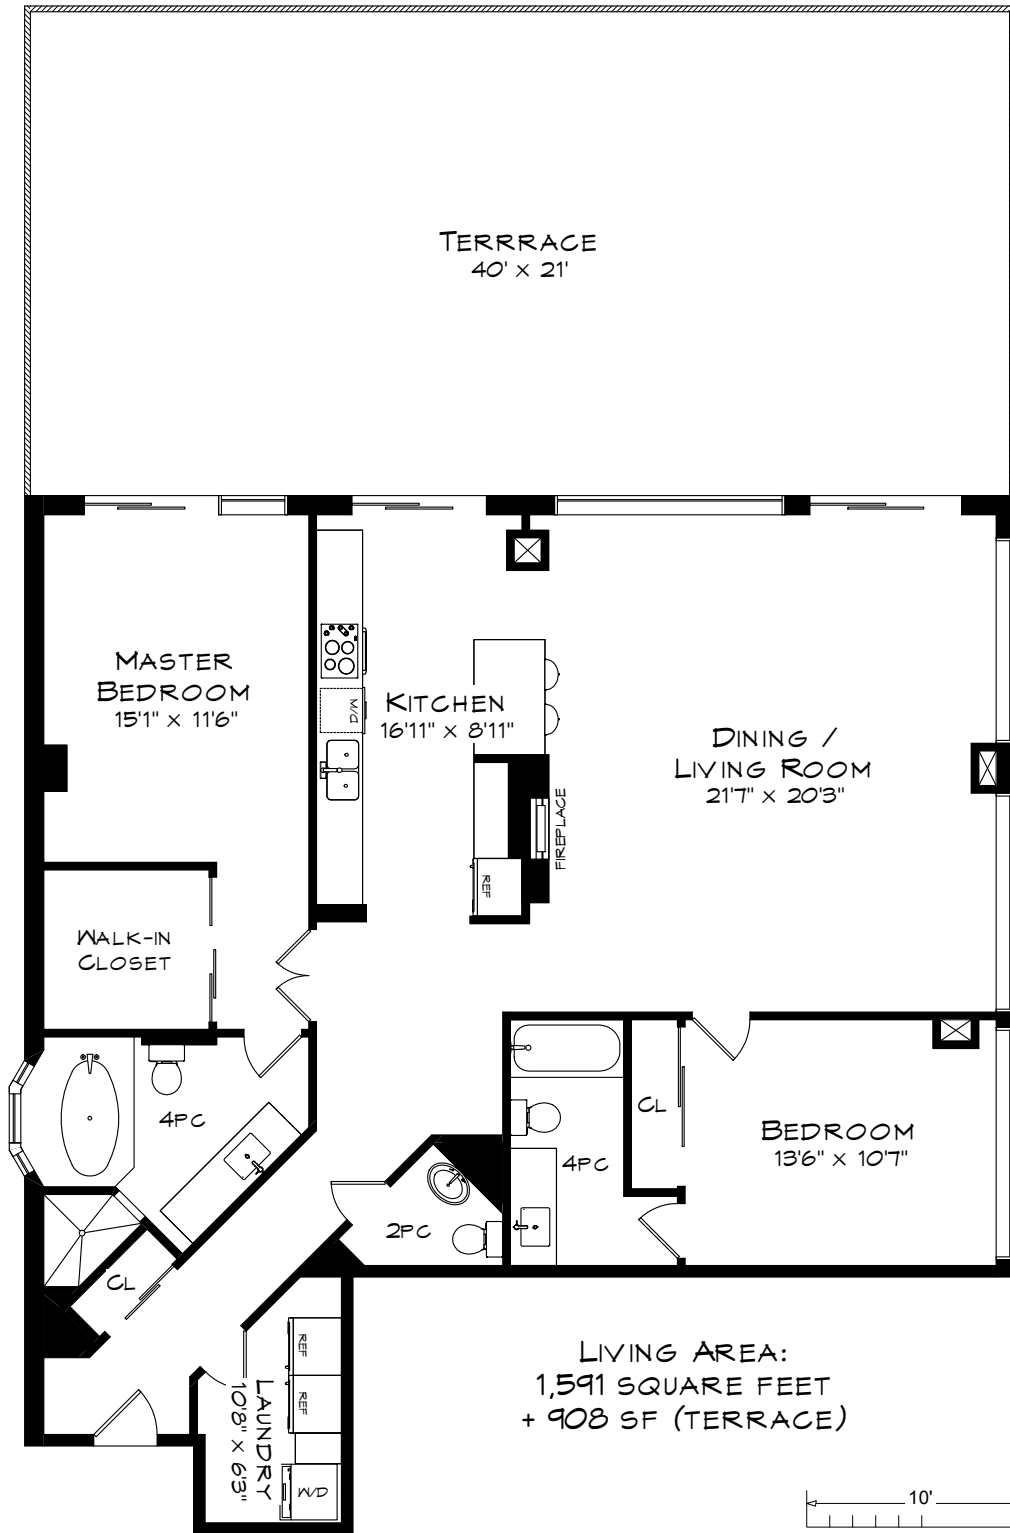 TERRRACE
40' x 21'
MASTER
BEDROOM
15'1" x 11'6"
KITCHEN
16'11" x 8'11"
W/D
DINING /
LIVING ROOM
21'7" x 20'3"
FIREPLACE
REF
WALK-IN
CLOSET
4PC
CL
BEDROOM
13'6" x 10'7"
4PC
2PC
CL
LAUNDRY
10'8" x 6'3"
REF
REF
W/D
LIVING AREA:
1,591 SQUARE FEET
+ 908 SF (TERRACE)
10'